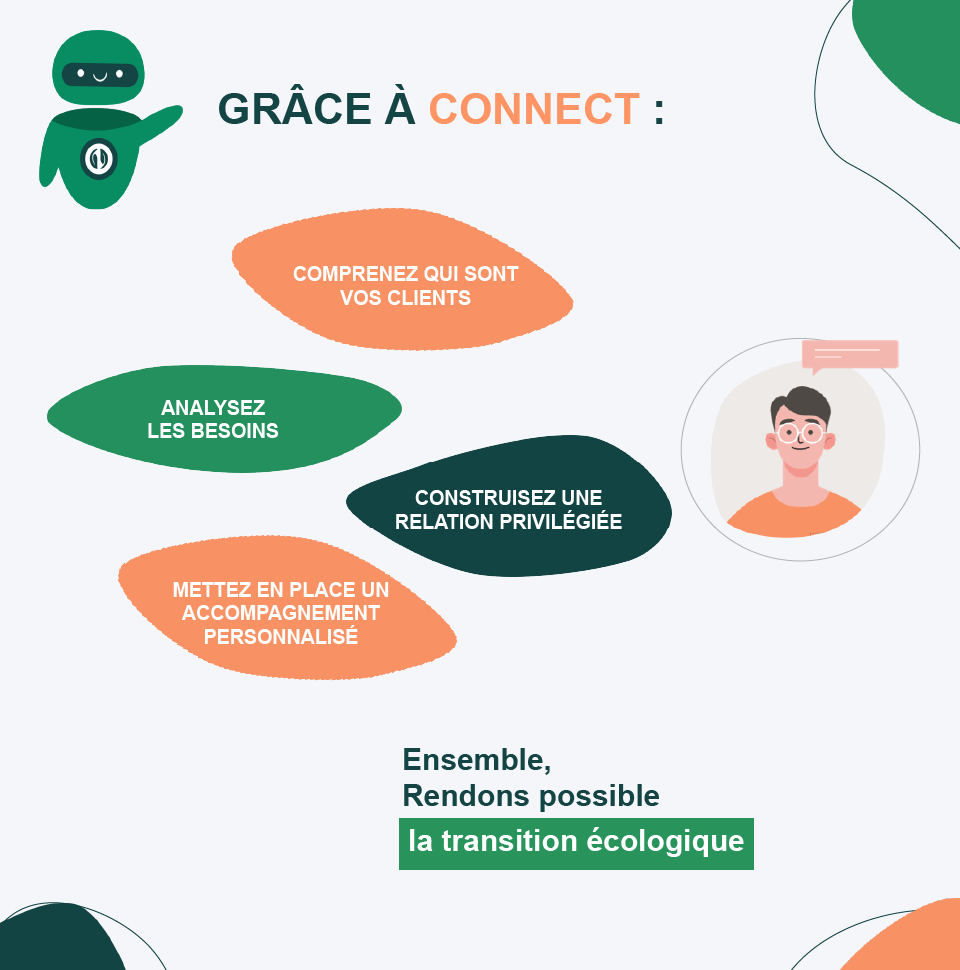 GRÂCE À CONNECT :
COMPRENEZ QUI SONT
VOS CLIENTS
ANALYSEZ
LES BESOINS
CONSTRUISEZ UNE
RELATION PRIVILÉGIÉE
METTEZ EN PLACE UN
ACCOMPAGNEMENT
PERSONNALISÉ
Ensemble,
Rendons possible
la transition écologique